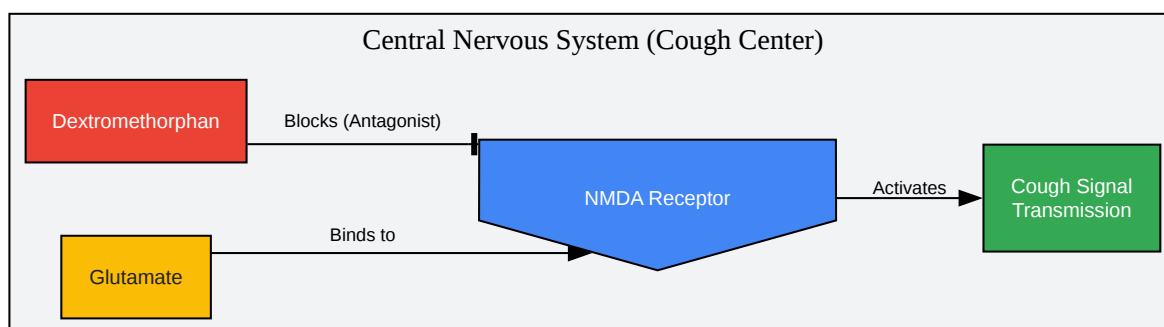 Central Nervous System (Cough Center)
Dextromethorphan
Blocks (Antagonist)
NMDA Receptor
Activates
Cough Signal
Transmission
Binds to
Glutamate